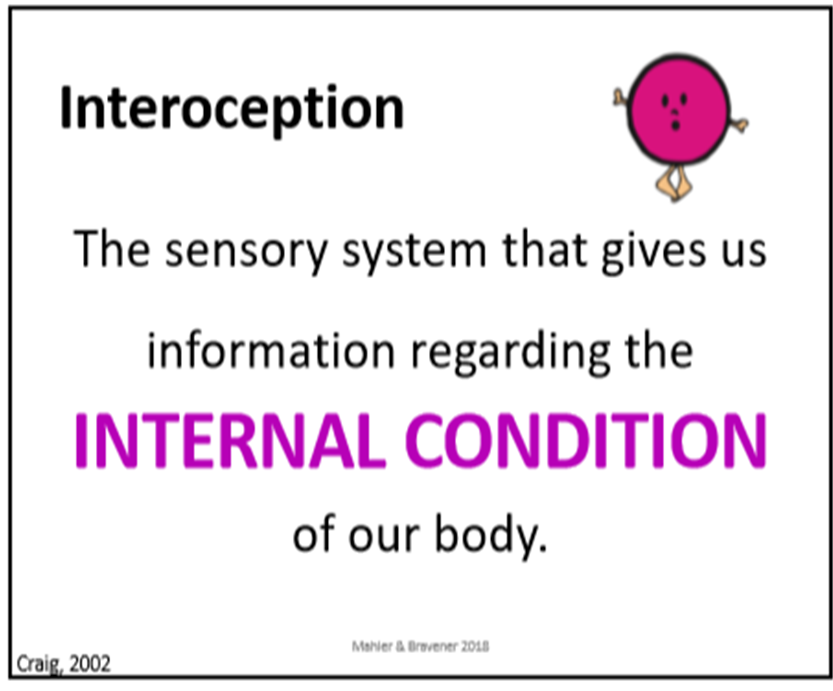 Interoception
The sensory system that gives us
information regarding the
INTERNAL CONDITION
of our body.
Mahler & Bravener 2018
Craig, 2002